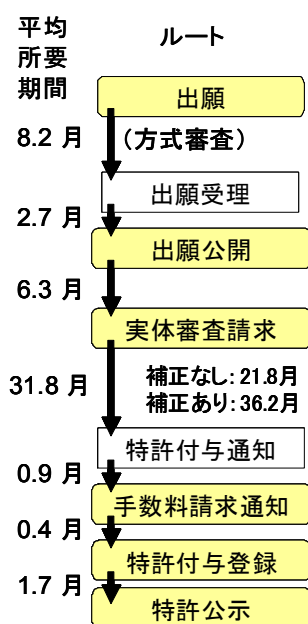 平均
所要
期間
ルート
出願
8.2 月
(方式審査)
出願受理
2.7 月
出願公開
6.3 月
実体審査請求
31.8 月
補正なし: 21.8月
補正あり: 36.2月
特許付与通知
0.9 月
手数料請求通知
0.4 月
特許付与登録
1.7 月
特許公示